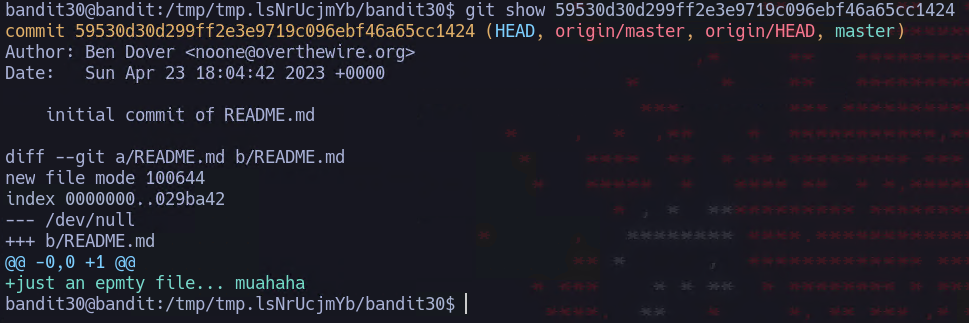 bandit30@bandit:/tmp/tmp.lsNrUcjmYb/bandit30$ git show 59530d30d299ff2e3e9719c096ebf46a65cc1424
commit 59530d30d299ff2e3e9719c096ebf46a65cc1424 (HEAD, origin/master, origin/HEAD, master)
Author: Ben Dover <noone@overthewire.org>
Date:   Sun Apr 23 18:04:42 2023 +0000

    initial commit of README.md

diff --git a/README.md b/README.md
new file mode 100644
index 0000000..029ba42
--- /dev/null
+++ b/README.md
@@ -0,0 +1 @@
+just an epmty file... muahaha
bandit30@bandit:/tmp/tmp.lsNrUcjmYb/bandit30$